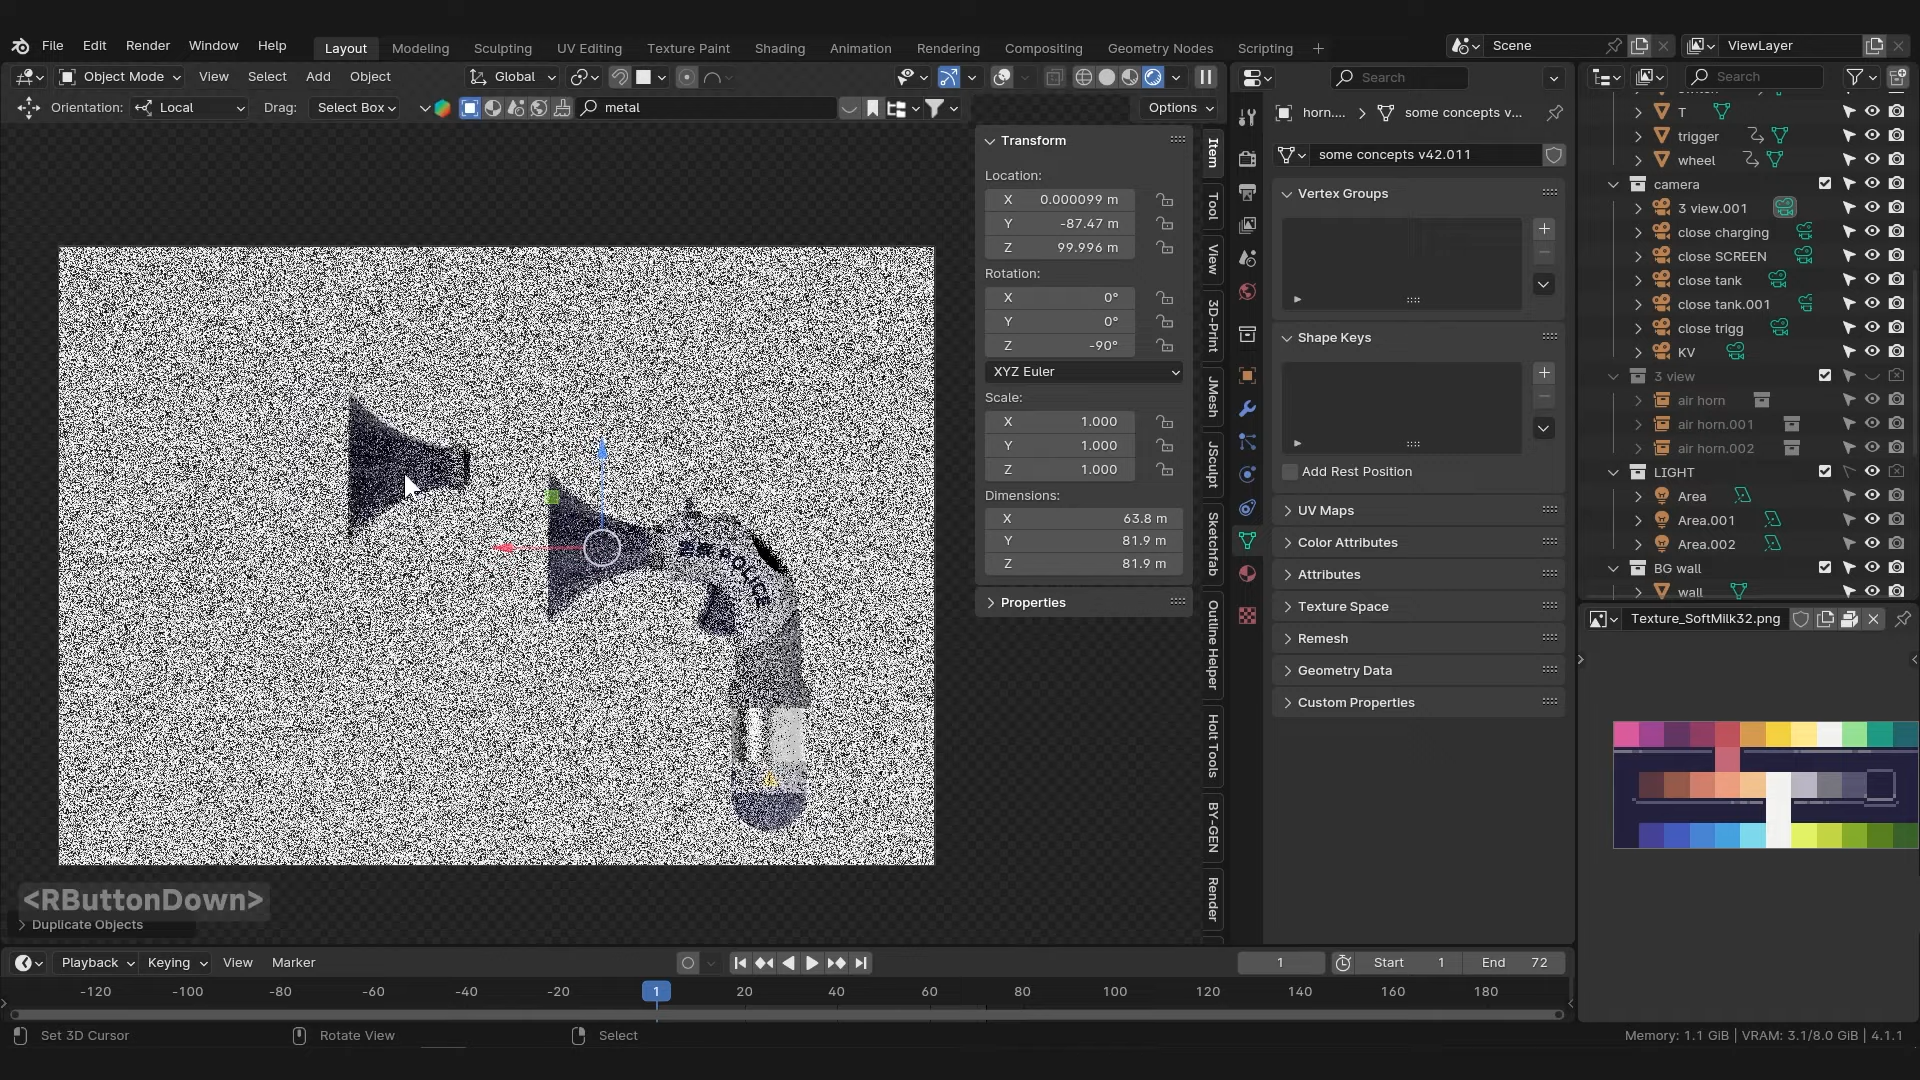 File Edit Render Window Help Layout Modeling Sculpting UV Editing Texture Paint Shading Animation Rendering Compositing Geometry Nodes Scripting + Scene ViewLayer
Object Mode View Select Add Object Global Search Search
Orientation: Local Drag: Select Box metal Options
Transform
Location:
X 0.000099 m
Y -87.47 m
Z 99.996 m
Rotation:
X 0°
Y 0°
Z -90°
XYZ Euler
Scale:
X 1.000
Y 1.000
Z 1.000
Dimensions:
X 63.8 m
Y 81.9 m
Z 81.9 m
Properties
Item
Tool
View
3D-Print
JMesh
JSculpt
Sketchfab
Outline Helper
Holt Tools
BY-GEN
Render
horn.... some concepts v...
some concepts v42.011
Vertex Groups
Shape Keys
Add Rest Position
UV Maps
Color Attributes
Attributes
Texture Space
Remesh
Geometry Data
Custom Properties
T
trigger
wheel
camera
3 view.001
close charging
close SCREEN
close tank
close tank.001
close trigg
KV
3 view
air horn
air horn.001
air horn.002
LIGHT
Area
Area.001
Area.002
BG wall
wall
Texture_SoftMilk32.png
POLICE
<RButtonDown>
Duplicate Objects
Playback Keying View Marker 1 Start 1 End 72
-120 -100 -80 -60 -40 -20 1 20 40 60 80 100 120 140 160 180
Set 3D Cursor Rotate View Select Memory: 1.1 GiB | VRAM: 3.1/8.0 GiB | 4.1.1